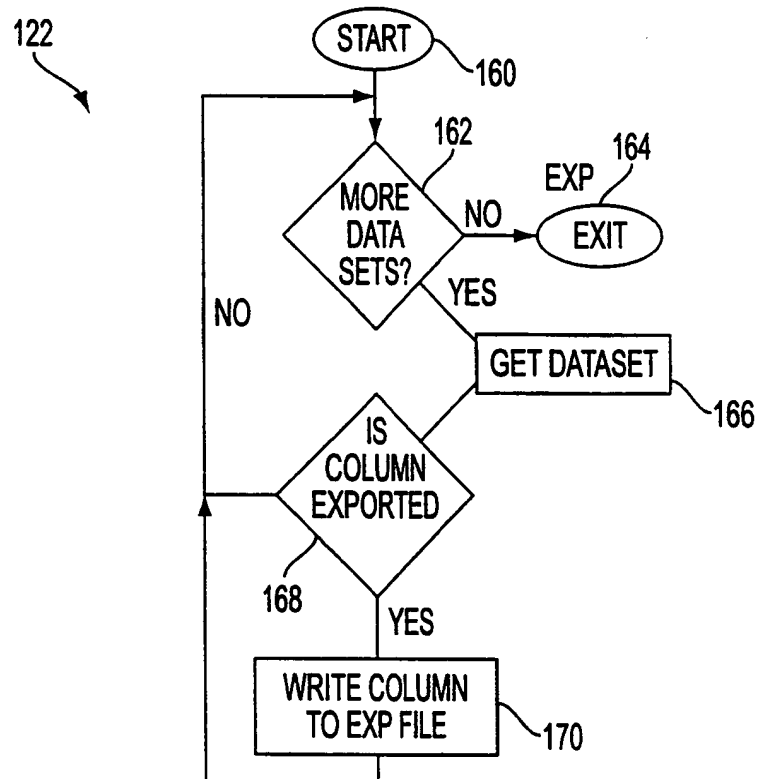 122
START
160
162
MORE
DATA
SETS?
NO
EXP
164
EXIT
YES
NO
GET DATASET
166
IS
COLUMN
EXPORTED
168
YES
WRITE COLUMN
TO EXP FILE
170